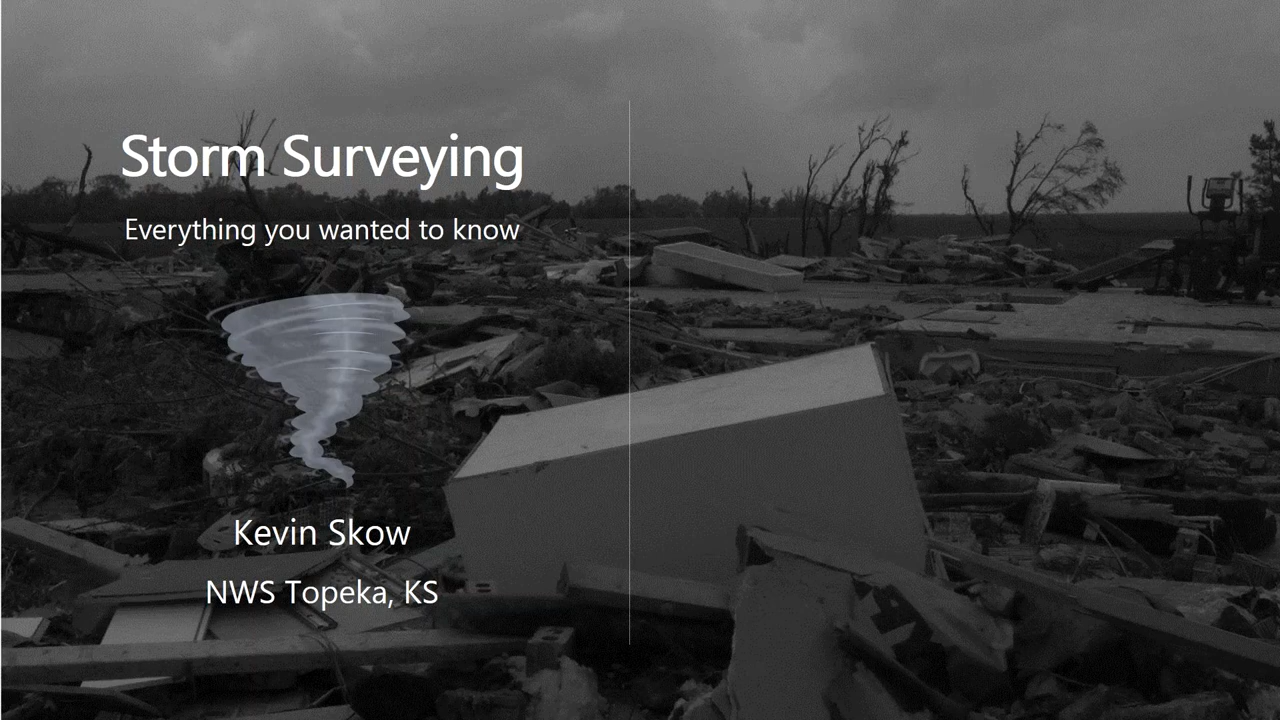 Storm Surveying
Everything you wanted to know
Kevin Skow
NWS Topeka, KS